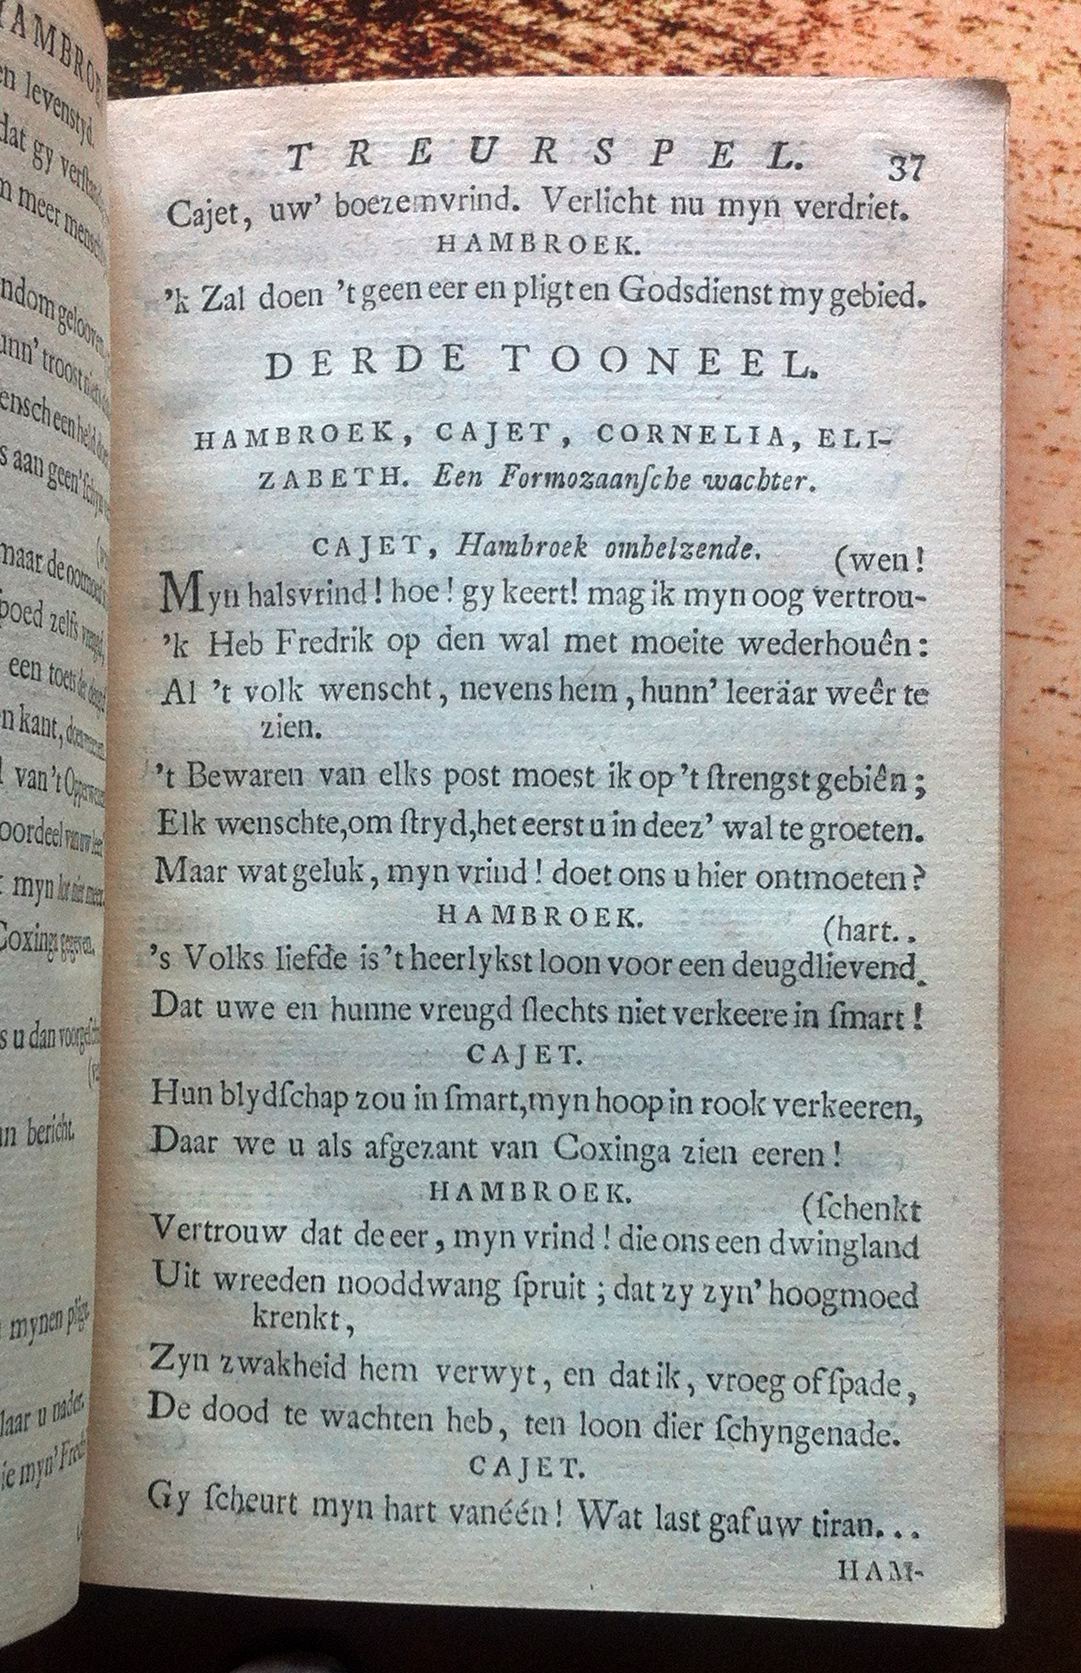 TREURSPEL. 37
Cajet, uw' boezemvrind. Verlicht nu myn verdriet.
HAMBROEK.
'k Zal doen 't geen eer en pligt en Godsdienst my gebied.
DERDE TOONEEL.
HAMBROEK, CAJET, CORNELIA, ELI-
ZABETH. Een Formozaanſche wachter.
CAJET, Hambroek omhelzende. (wen!
Myn halsvrind! hoe! gy keert! mag ik myn oog vertrou-
'k Heb Fredrik op den wal met moeite wederhouên:
Al 't volk wenscht, nevens hem, hunn' leeräar weêr te
zien.
't Bewaren van elks post moest ik op 't ſtrengst gebiên;
Elk wenschte, om ſtryd, het eerst u in deez' wal te groeten.
Maar wat geluk, myn vrind! doet ons u hier ontmoeten?
HAMBROEK. (hart..
's Volks liefde is 't heerlykst loon voor een deugdlievend
Dat uwe en hunne vreugd ſlechts niet verkeere in ſmart!
CAJET.
Hun blydſchap zou in ſmart, myn hoop in rook verkeeren,
Daar we u als afgezant van Coxinga zien eeren!
HAMBROEK. (ſchenkt
Vertrouw dat de eer, myn vrind! die ons een dwingland
Uit wreeden nooddwang ſpruit; dat zy zyn' hoogmoed
krenkt,
Zyn zwakheid hem verwyt, en dat ik, vroeg of ſpade,
De dood te wachten heb, ten loon dier ſchyngenade.
CAJET.
Gy ſcheurt myn hart vanéén! Wat last gaf uw tiran...
HAM-